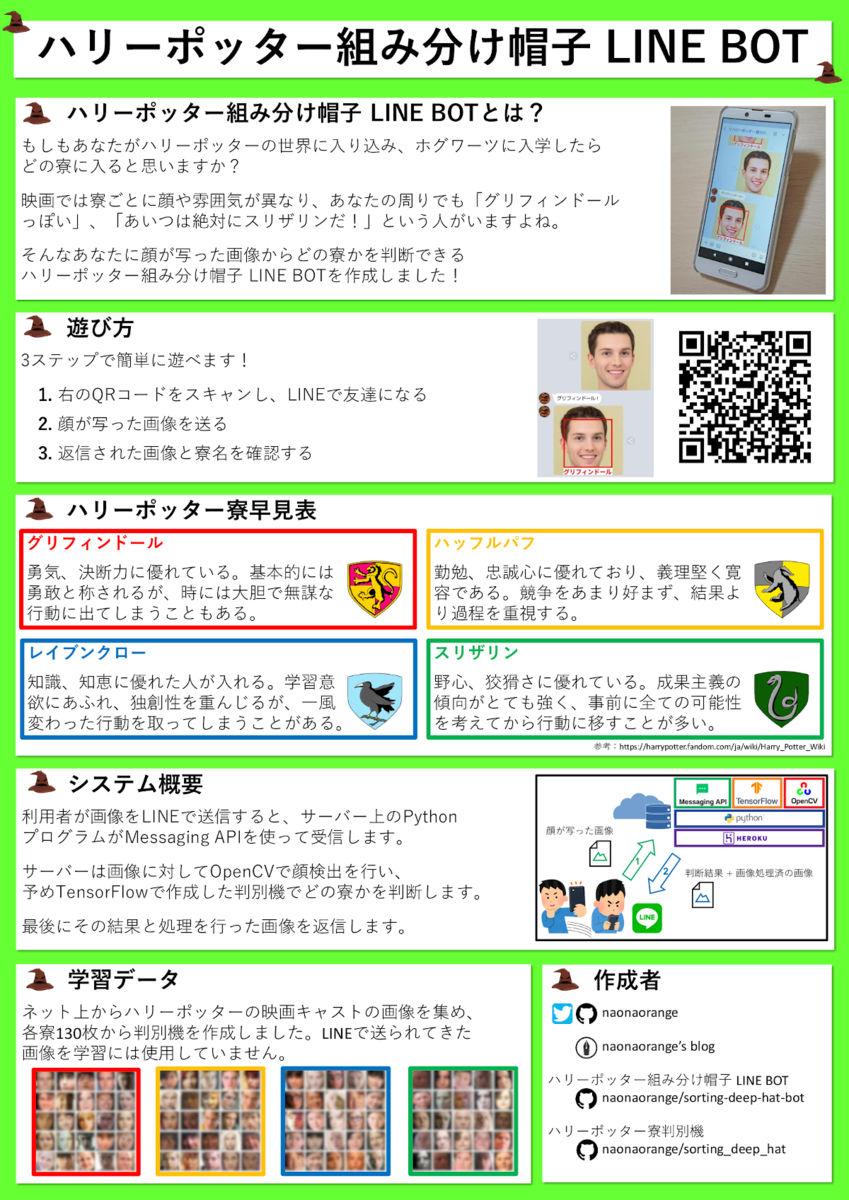 ハリーポッター組み分け帽子 LINE BOT
ハリーポッター組み分け帽子 LINE BOTとは？
もしもあなたがハリーポッターの世界に入り込み、ホグワーツに入学したら
どの寮に入ると思いますか？
映画では寮ごとに顔や雰囲気が異なり、あなたの周りでも「グリフィンドール
っぽい」、「あいつは絶対にスリザリンだ！」という人がいますよね。
そんなあなたに顔が写った画像からどの寮かを判断できる
ハリーポッター組み分け帽子 LINE BOTを作成しました！
グリフィンドール
遊び方
3ステップで簡単に遊べます！
1. 右のQRコードをスキャンし、LINEで友達になる
2. 顔が写った画像を送る
3. 返信された画像と寮名を確認する
グリフィンドール！
グリフィンドール
ハリーポッター寮早見表
グリフィンドール
勇気、決断力に優れている。基本的には
勇敢と称されるが、時には大胆で無謀な
行動に出てしまうこともある。
ハッフルパフ
勤勉、忠誠心に優れており、義理堅く寛
容である。競争をあまり好まず、結果よ
り過程を重視する。
レイブンクロー
知識、知恵に優れた人が入れる。学習意
欲にあふれ、独創性を重んじるが、一風
変わった行動を取ってしまうことがある。
スリザリン
野心、狡猾さに優れている。成果主義の
傾向がとても強く、事前に全ての可能性
を考えてから行動に移すことが多い。
参考：https://harrypotter.fandom.com/ja/wiki/Harry_Potter_Wiki
システム概要
利用者が画像をLINEで送信すると、サーバー上のPython
プログラムがMessaging APIを使って受信します。
サーバーは画像に対してOpenCVで顔検出を行い、
予めTensorFlowで作成した判別機でどの寮かを判断します。
最後にその結果と処理を行った画像を返信します。
Messaging API
TensorFlow
OpenCV
python
HEROKU
顔が写った画像
1
2
判断結果 + 画像処理済の画像
LINE
学習データ
ネット上からハリーポッターの映画キャストの画像を集め、
各寮130枚から判別機を作成しました。LINEで送られてきた
画像を学習には使用していません。
作成者
naonaorange
naonaorange's blog
ハリーポッター組み分け帽子 LINE BOT
naonaorange/sorting-deep-hat-bot
ハリーポッター寮判別機
naonaorange/sorting_deep_hat